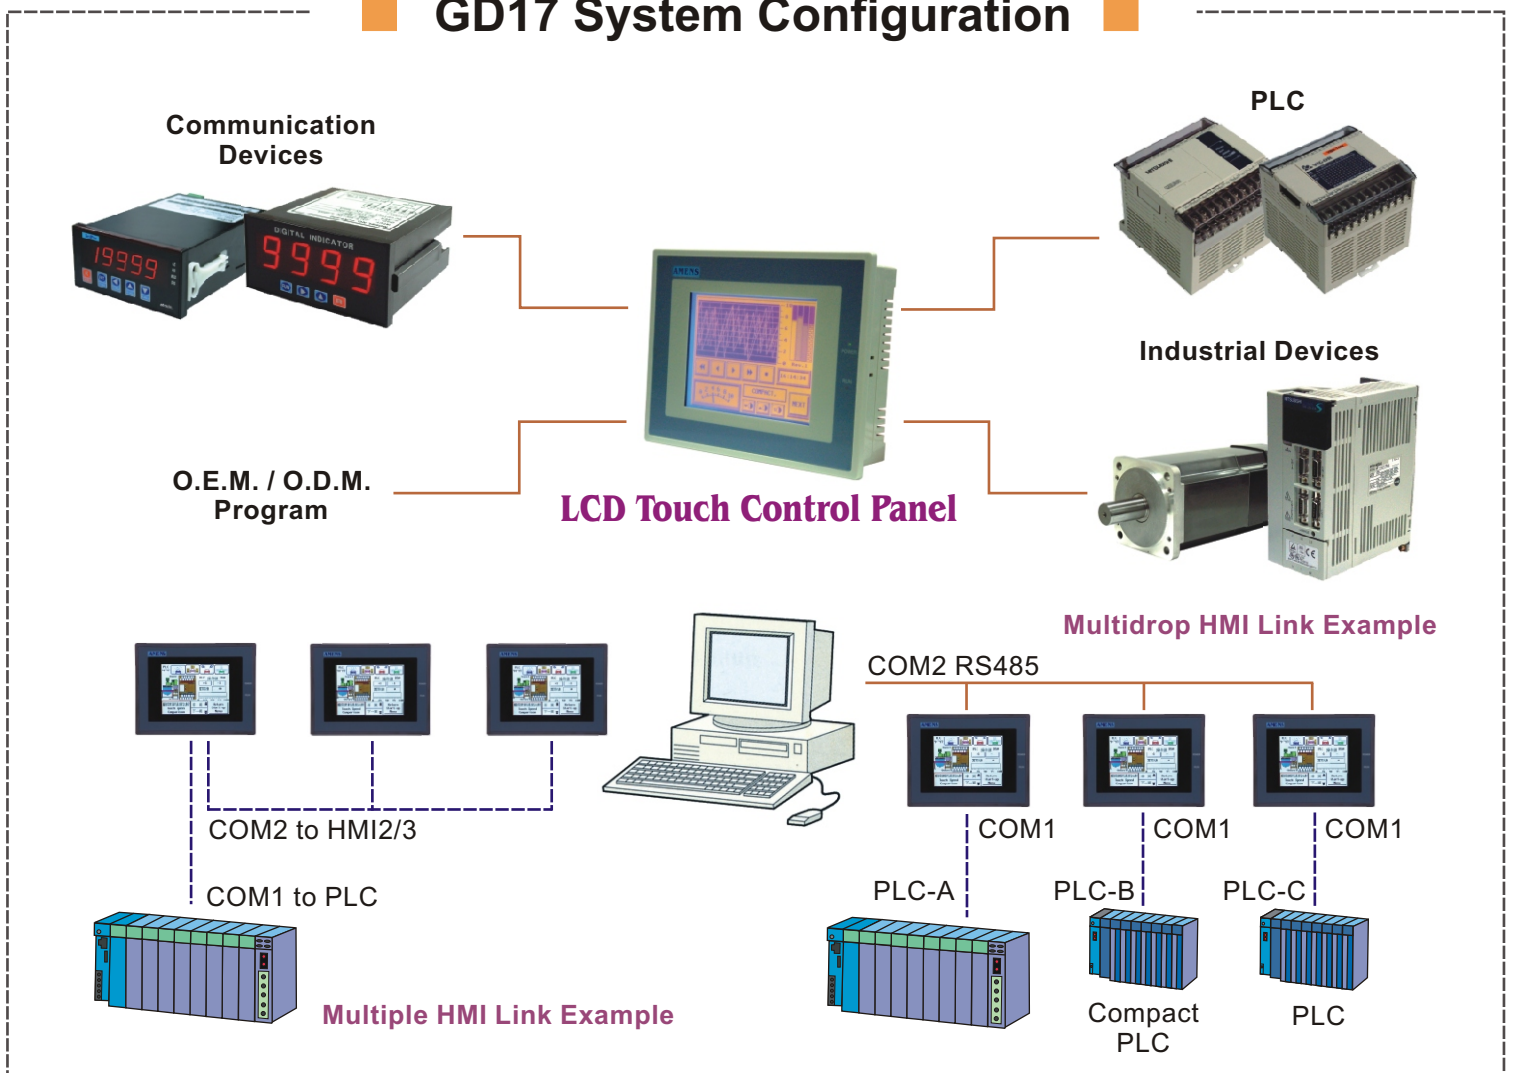 GD17 System Configuration
Communication
Devices
PLC
19999
DIGITAL INDICATOR
9999
AMENS
Industrial Devices
O.E.M. / O.D.M.
Program
LCD Touch Control Panel
Multidrop HMI Link Example
COM2 RS485
COM2 to HMI2/3
COM1
COM1
COM1
COM1 to PLC
PLC-A
PLC-B
PLC-C
Multiple HMI Link Example
Compact
PLC
PLC